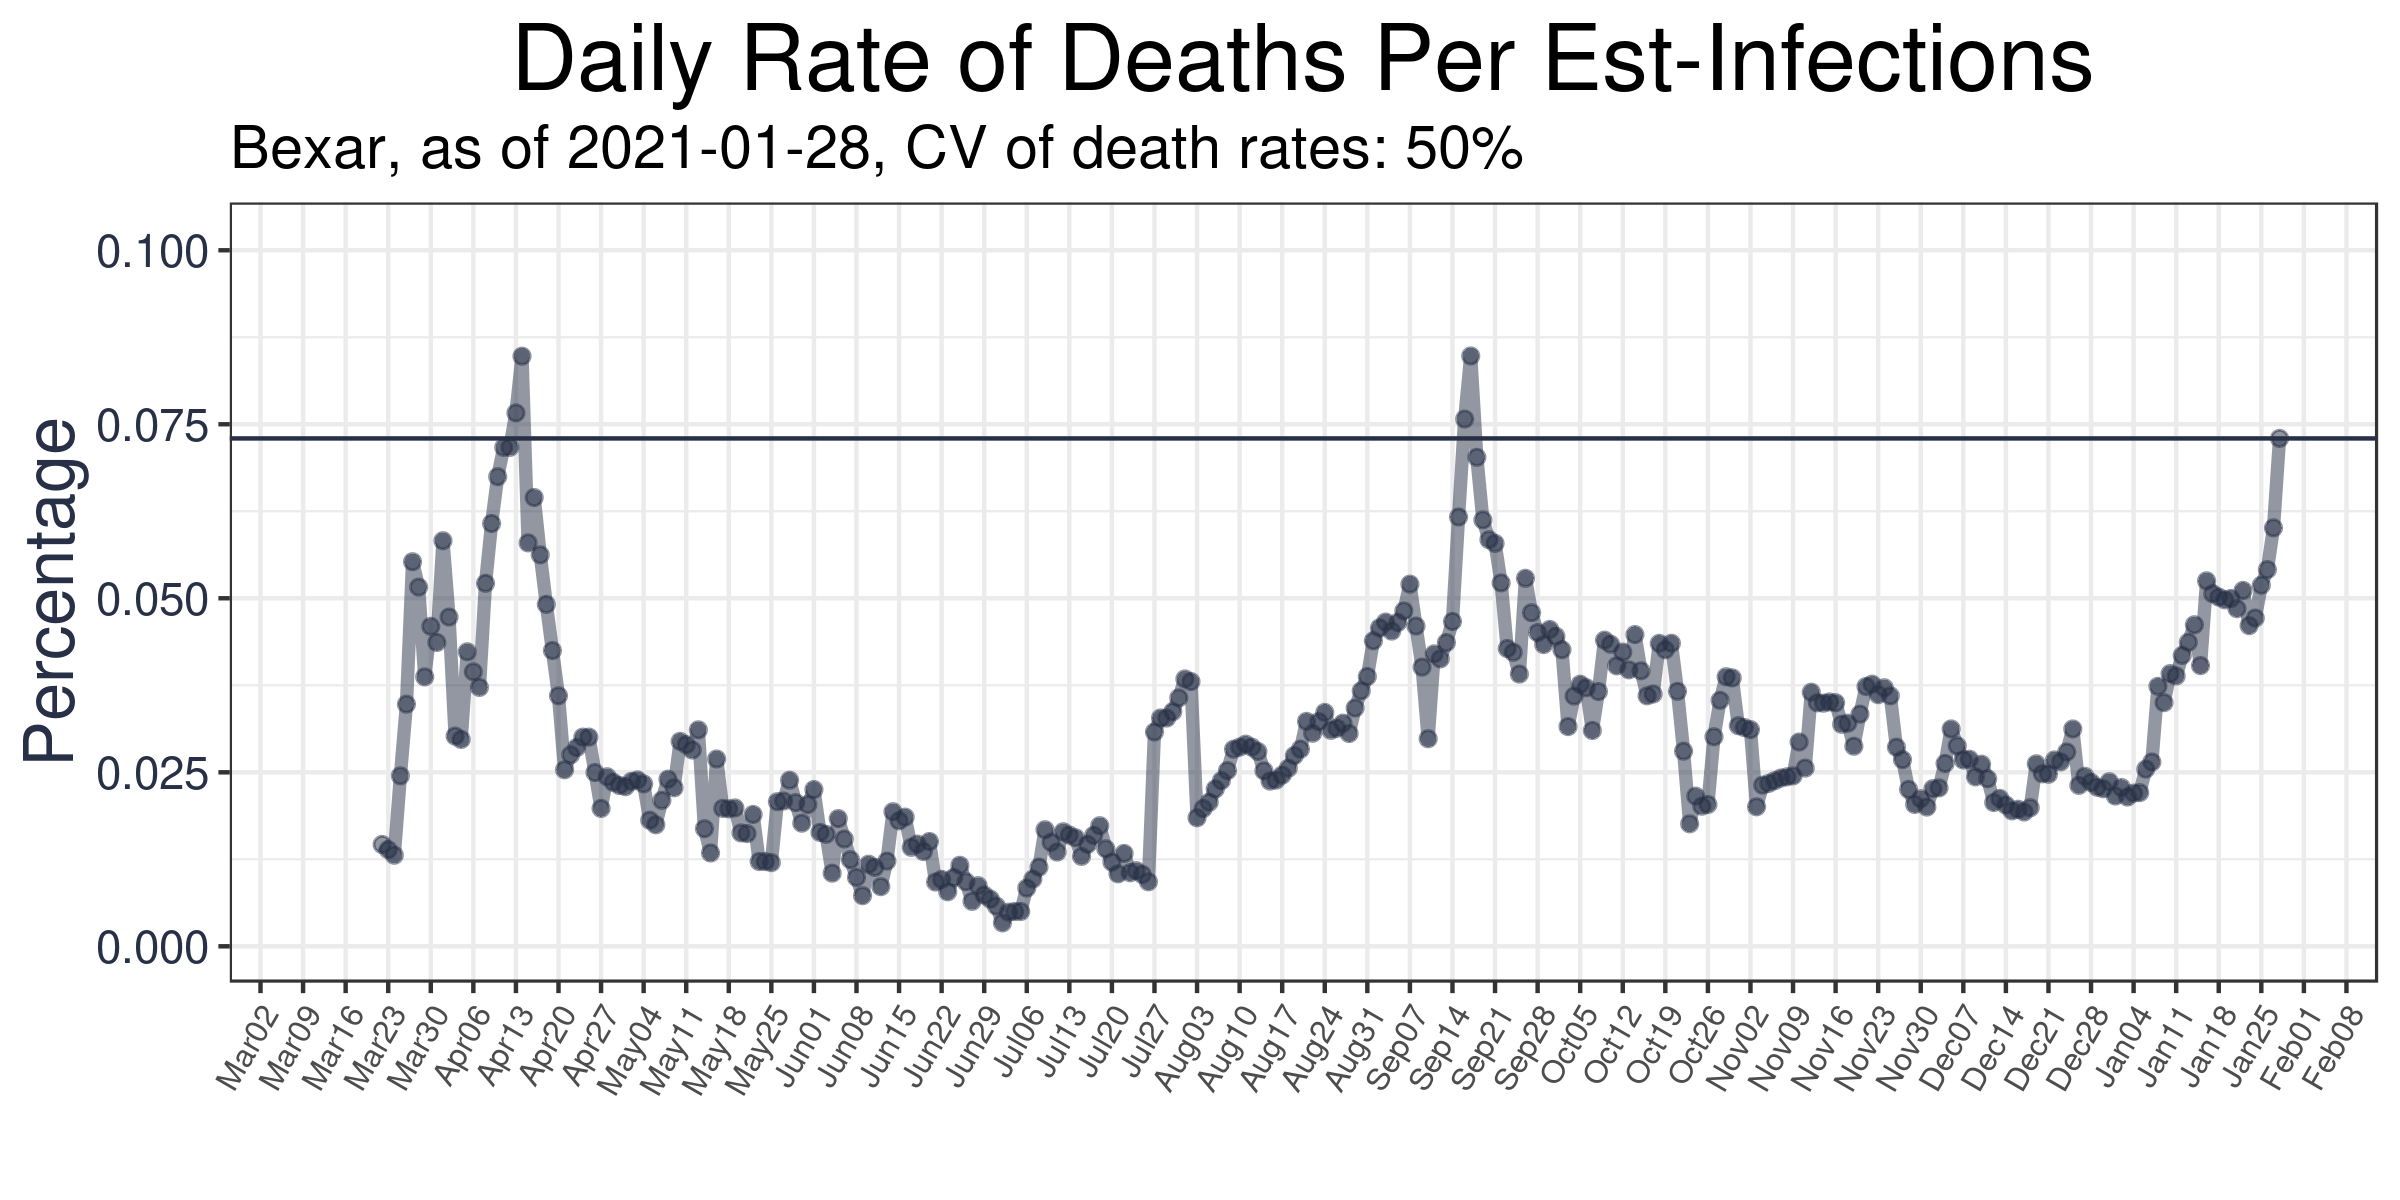 Daily Rate of Deaths Per Est-Infections
Bexar, as of 2021-01-28, CV of death rates: 50%
Percentage
0.100
0.075
0.050
0.025
0.000
Mar02 Mar09 Mar16 Mar23 Mar30 Apr06 Apr13 Apr20 Apr27 May04 May11 May18 May25 Jun01 Jun08 Jun15 Jun22 Jun29 Jul06 Jul13 Jul20 Jul27 Aug03 Aug10 Aug17 Aug24 Aug31 Sep07 Sep14 Sep21 Sep28 Oct05 Oct12 Oct19 Oct26 Nov02 Nov09 Nov16 Nov23 Nov30 Dec07 Dec14 Dec21 Dec28 Jan04 Jan11 Jan18 Jan25 Feb01 Feb08